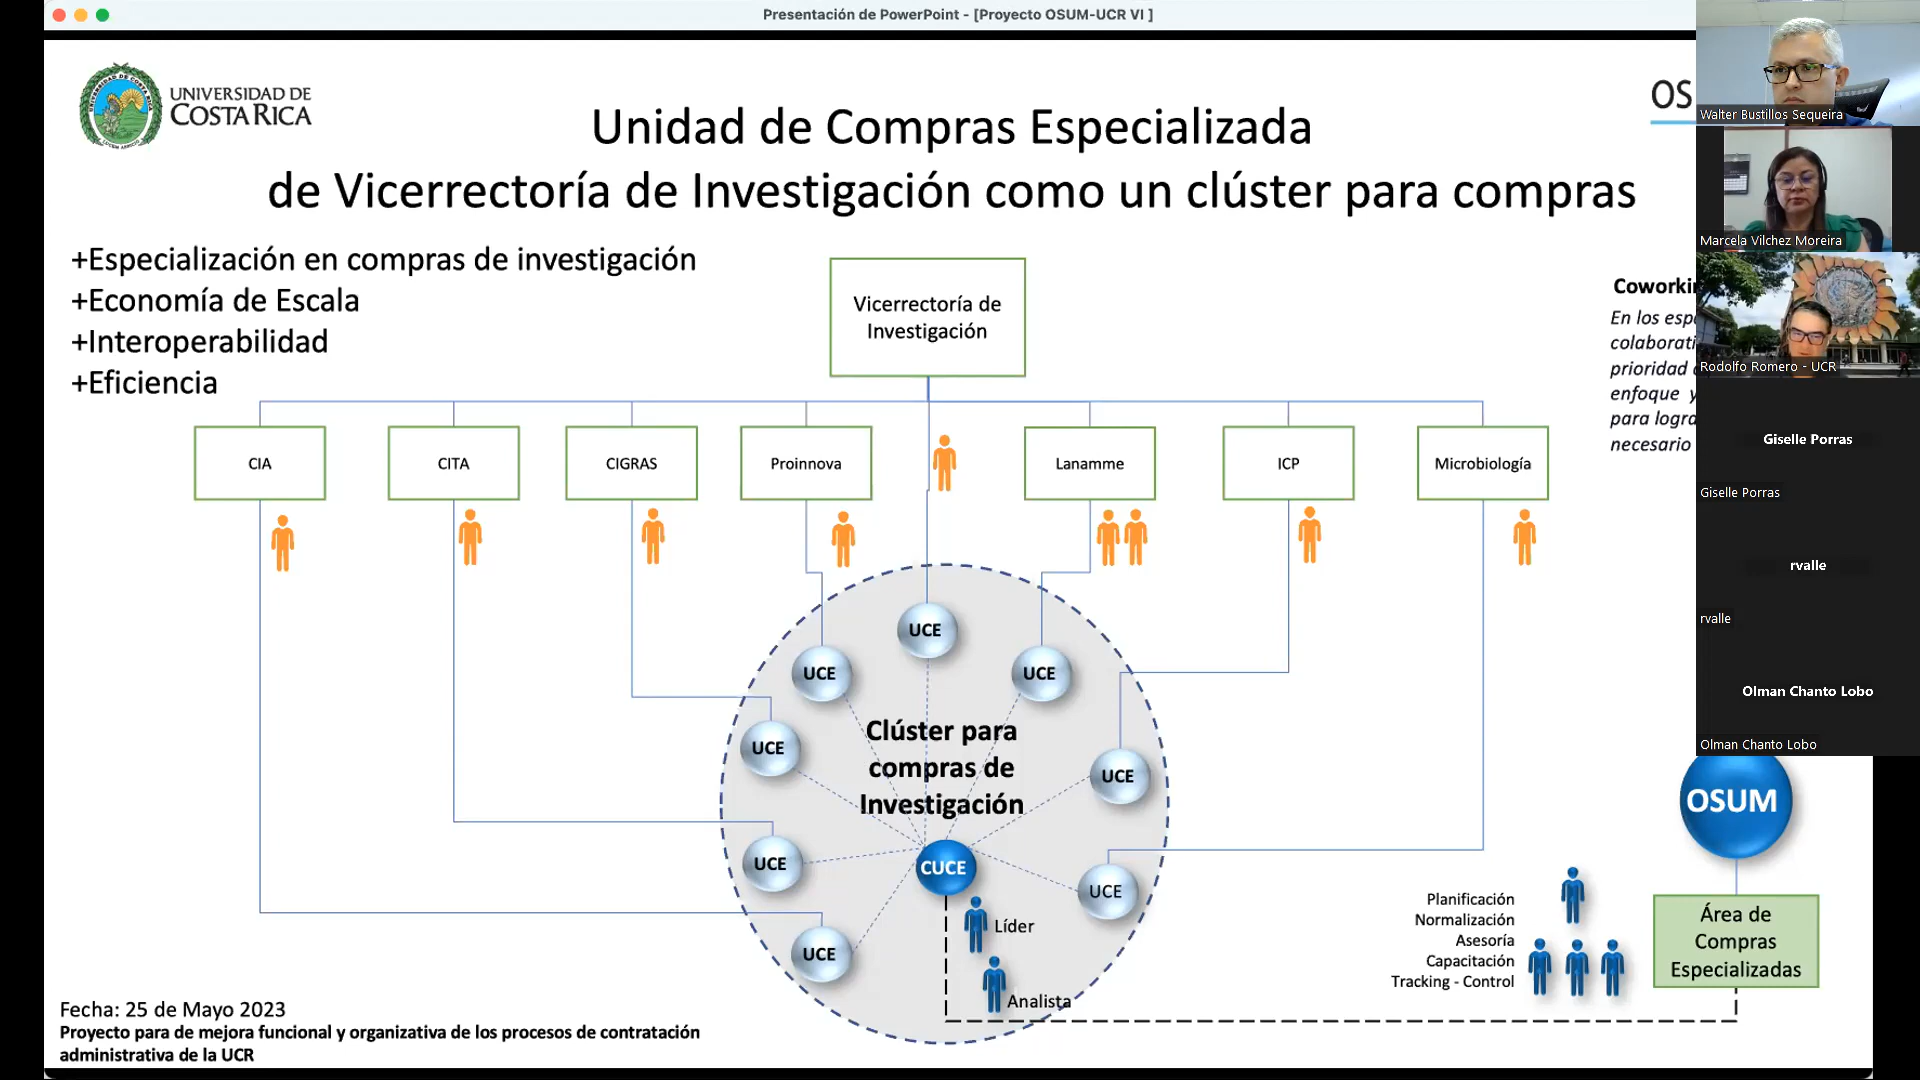 Presentación de PowerPoint - [Proyecto OSUM-UCR VI ]
UNIVERSIDAD DE
COSTA RICA
OS
Unidad de Compras Especializada
de Vicerrectoría de Investigación como un clúster para compras
+Especialización en compras de investigación
+Economía de Escala
+Interoperabilidad
+Eficiencia
Vicerrectoría de
Investigación
En los
prioridad
enfoque y
necesario
CIA
CITA
CIGRAS
Proinnova
Lanamme
ICP
Microbiología
UCE
UCE
UCE
UCE
UCE
UCE
UCE
UCE
Clúster para
compras de
Investigación
CUCE
Líder
Analista
UCE
Planificación
Normalización
Asesoría
Capacitación
Tracking - Control
OSUM
Área de
Compras
Especializadas
Fecha: 25 de Mayo 2023
Proyecto para de mejora funcional y organizativa de los procesos de contratación
administrativa de la UCR
Walter Bustillos Sequeira
Marcela Vilchez Moreira
Rodolfo Romero - UCR
Giselle Porras
Giselle Porras
rvalle
rvalle
Olman Chanto Lobo
Olman Chanto Lobo